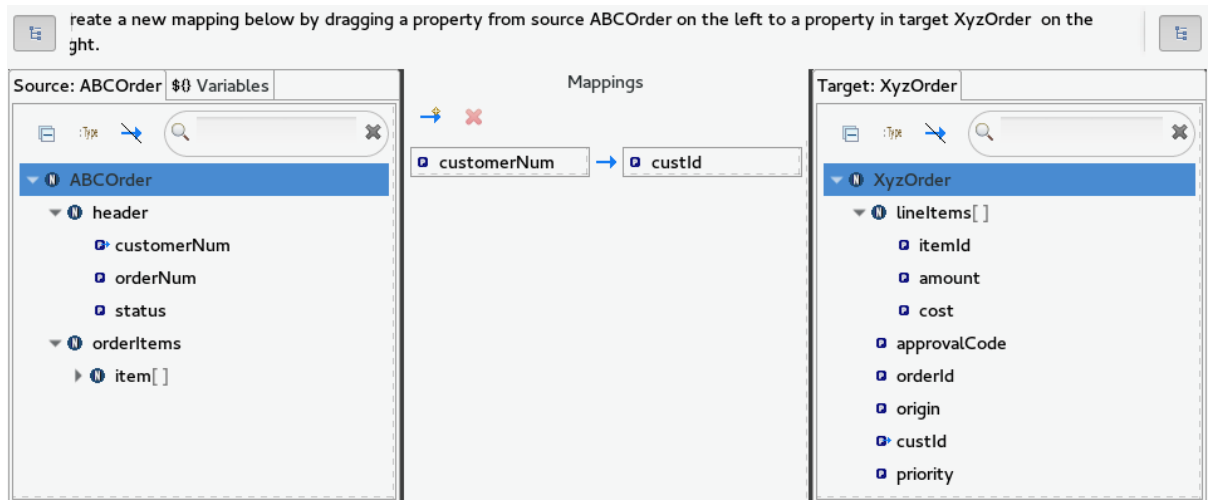 reate a new mapping below by dragging a property from source ABCOrder on the left to a property in target XyzOrder on the
ght.
Source: ABCOrder
${} Variables
:Type
ABCOrder
header
customerNum
orderNum
status
orderItems
item[ ]
Mappings
customerNum
custId
Target: XyzOrder
:Type
XyzOrder
lineItems[ ]
itemId
amount
cost
approvalCode
orderId
origin
custId
priority